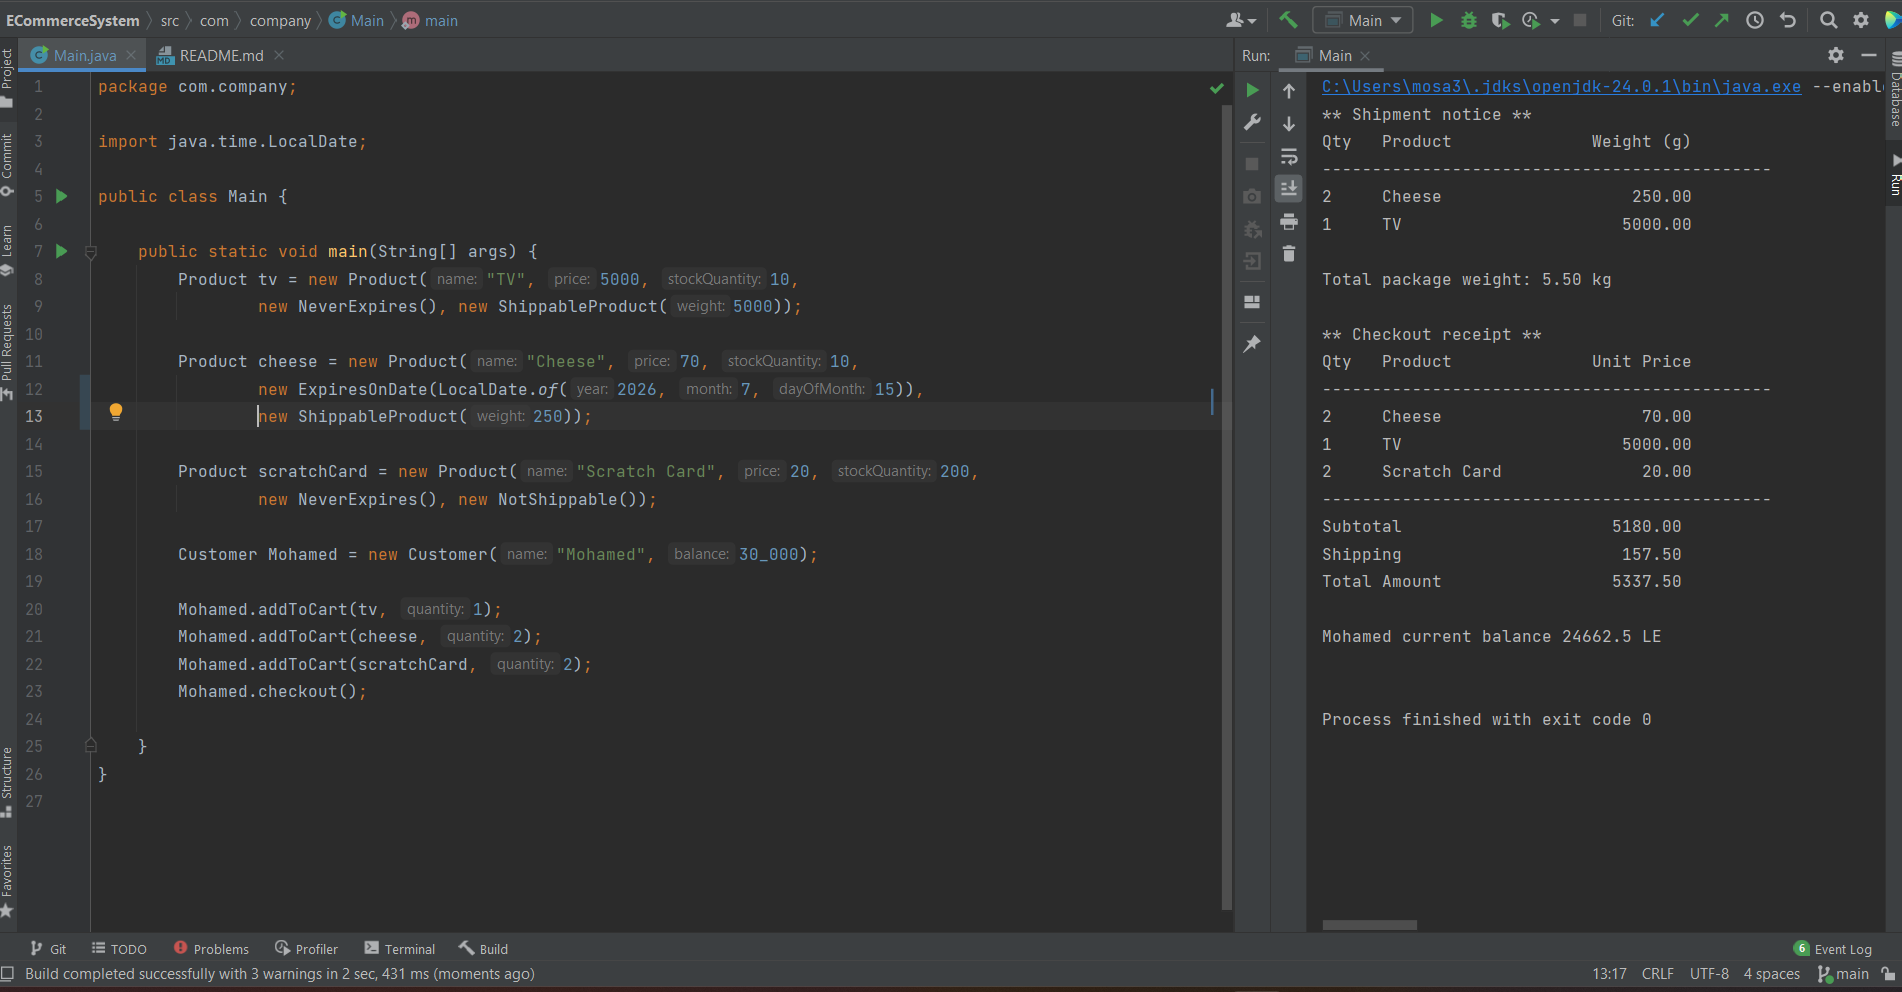 ECommerceSystem src com company Main main
Main Git:
Main.java README.md
Run: Main
Project
Commit
Learn
Pull Requests
Structure
Favorites
1 package com.company;
2
3 import java.time.LocalDate;
4
5 public class Main {
6
7 public static void main(String[] args) {
8 Product tv = new Product( name: "TV", price: 5000, stockQuantity: 10,
9 new NeverExpires(), new ShippableProduct( weight: 5000));
10
11 Product cheese = new Product( name: "Cheese", price: 70, stockQuantity: 10,
12 new ExpiresOnDate(LocalDate.of( year: 2026, month: 7, dayOfMonth: 15)),
13 new ShippableProduct( weight: 250));
14
15 Product scratchCard = new Product( name: "Scratch Card", price: 20, stockQuantity: 200,
16 new NeverExpires(), new NotShippable());
17
18 Customer Mohamed = new Customer( name: "Mohamed", balance: 30_000);
19
20 Mohamed.addToCart(tv, quantity: 1);
21 Mohamed.addToCart(cheese, quantity: 2);
22 Mohamed.addToCart(scratchCard, quantity: 2);
23 Mohamed.checkout();
24
25 }
26 }
27
C:\Users\mosa3\.jdks\openjdk-24.0.1\bin\java.exe --enable
** Shipment notice **
Qty Product Weight (g)
---------------------------------------------
2 Cheese 250.00
1 TV 5000.00
Total package weight: 5.50 kg
** Checkout receipt **
Qty Product Unit Price
---------------------------------------------
2 Cheese 70.00
1 TV 5000.00
2 Scratch Card 20.00
---------------------------------------------
Subtotal 5180.00
Shipping 157.50
Total Amount 5337.50
Mohamed current balance 24662.5 LE
Process finished with exit code 0
Database
Run
Git TODO Problems Profiler Terminal Build 6 Event Log
Build completed successfully with 3 warnings in 2 sec, 431 ms (moments ago) 13:17 CRLF UTF-8 4 spaces main